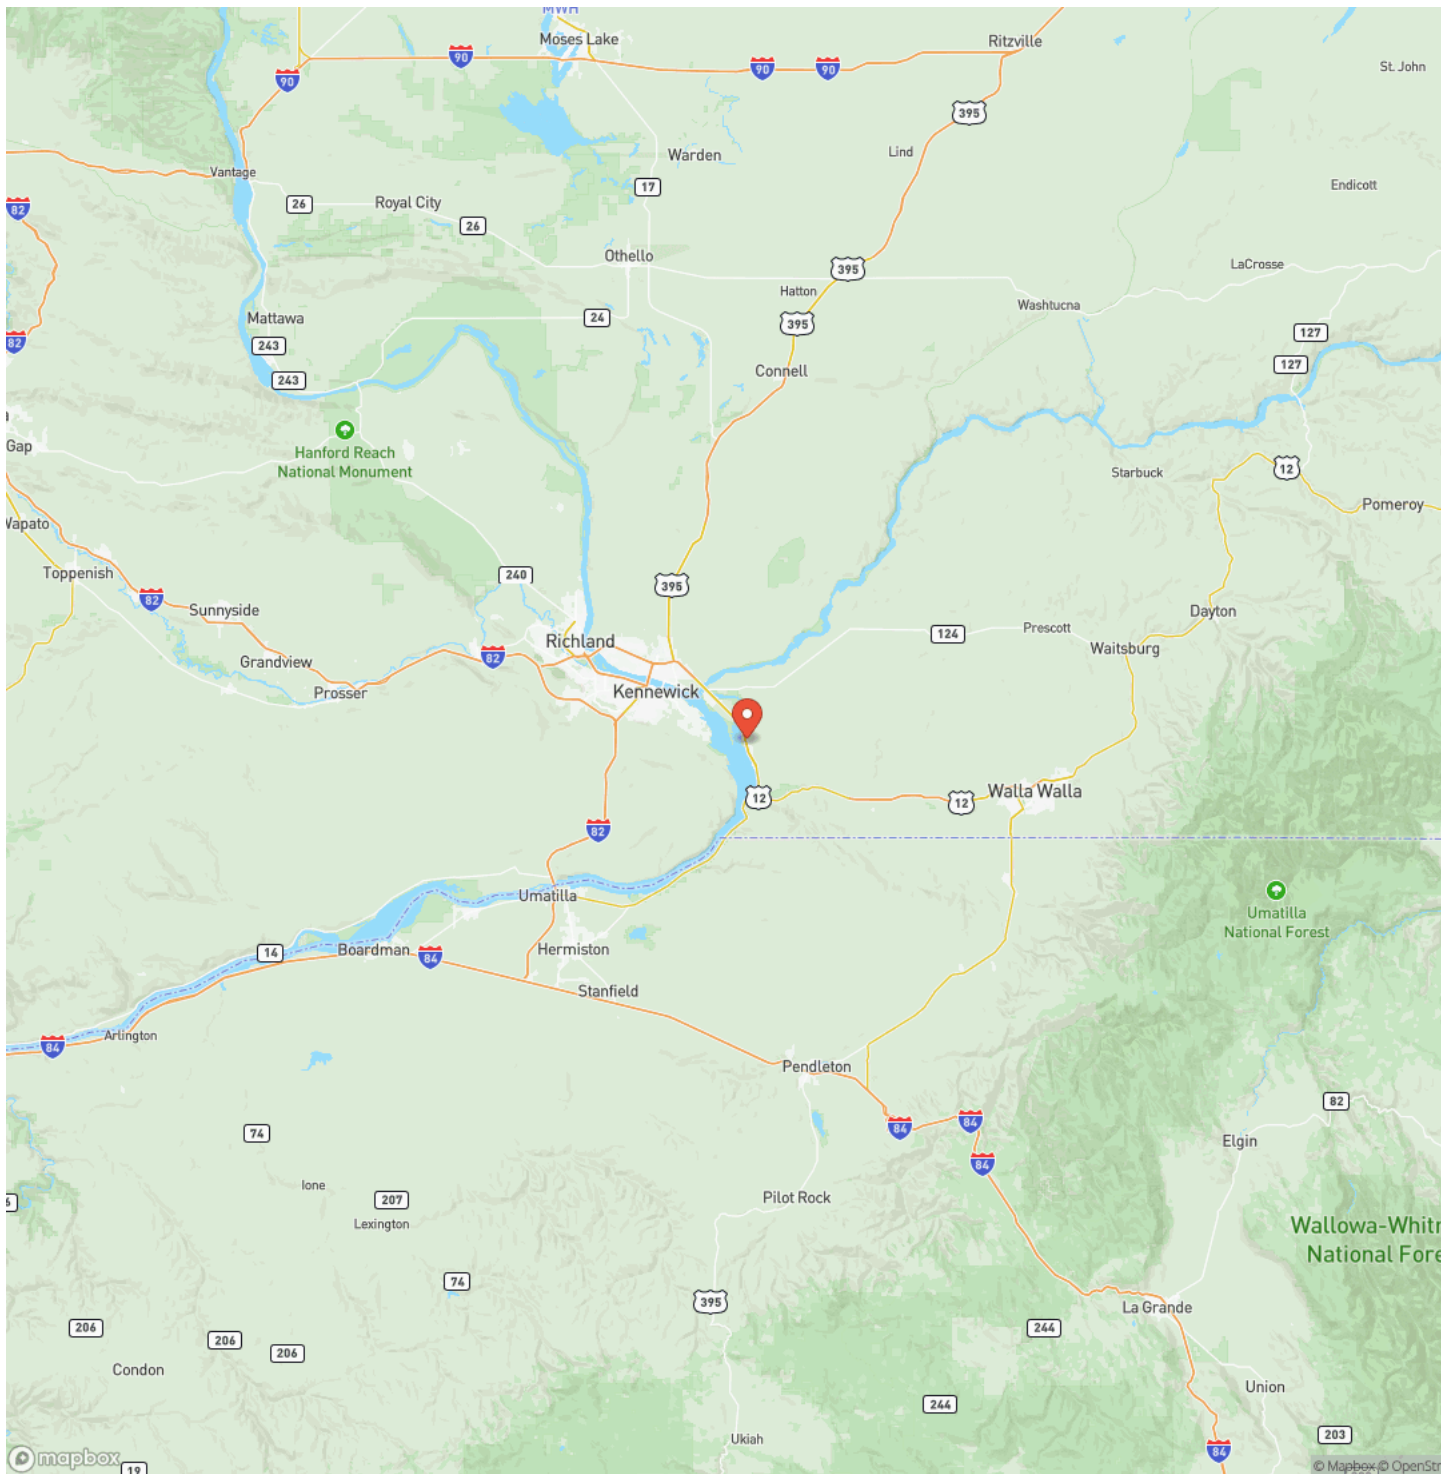 MWH
Moses Lake
Ritzville
90
90
90
90
St. John
395
Warden
Lind
Vantage
17
Endicott
82
26
Royal City
26
Othello
LaCrosse
395
Hatton
Washtucna
Mattawa
24
395
127
82
243
243
Connell
127
Hanford Reach
National Monument
Gap
12
Starbuck
Pomeroy
Wapato
Toppenish
240
395
82
Sunnyside
Dayton
Richland
124
Prescott
Waitsburg
82
Grandview
Prosser
Kennewick
12
12
Walla Walla
82
Umatilla
Umatilla
National Forest
14
Boardman
84
Hermiston
Stanfield
Arlington
84
Pendleton
82
84
84
74
Elgin
84
Ione
207
Pilot Rock
6
Lexington
Wallowa-Whitn
National Fore
74
395
La Grande
206
206
206
244
Condon
Union
244
Ukiah
203
84
mapbox
19
© Mapbox © OpenStr